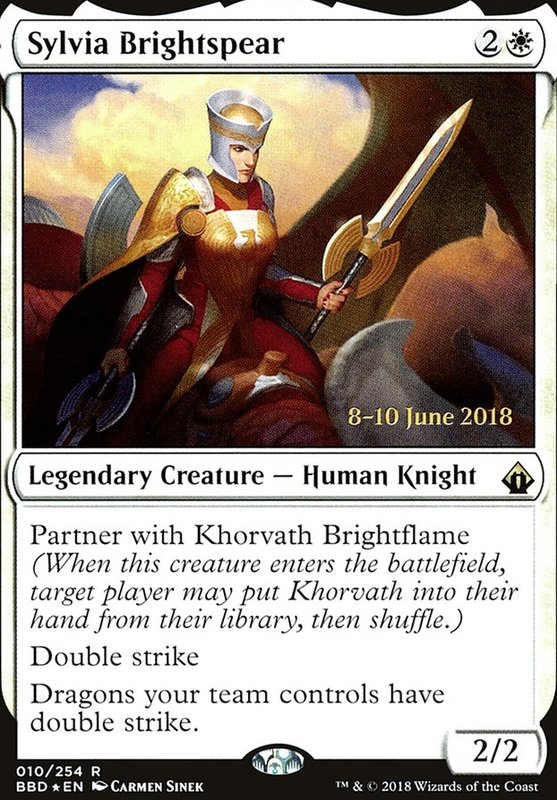 Sylvia Brightspear 2
8-10 June 2018
Legendary Creature — Human Knight
Partner with Khorvath Brightflame
(When this creature enters the battlefield,
target player may put Khorvath into their
hand from their library, then shuffle.)
Double strike
Dragons your team controls have
double strike.
2/2
010/254 R
BBD ★ EN Carmen Sinek
™ & © 2018 Wizards of the Coast